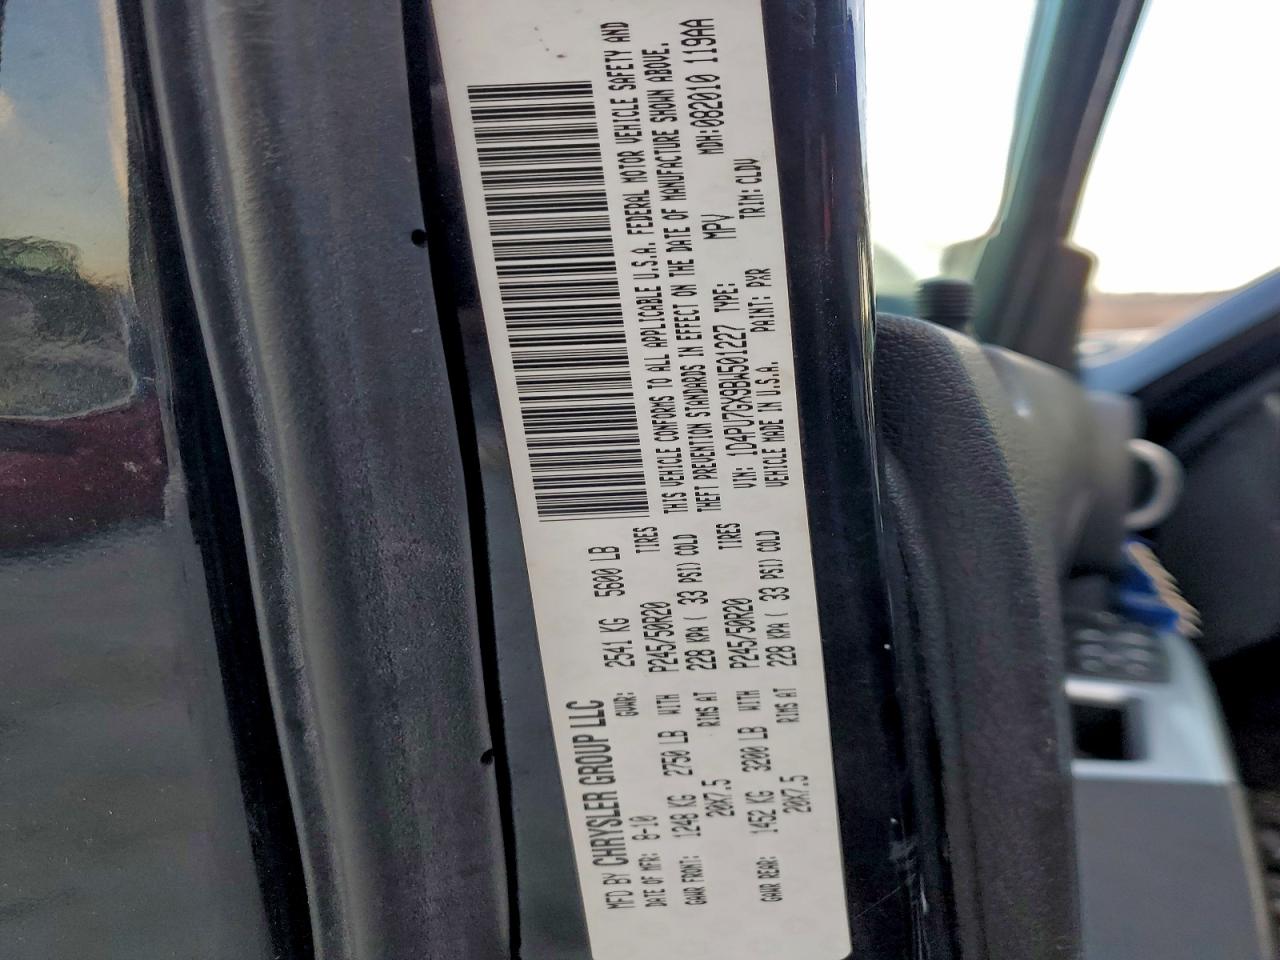 MFD BY CHRYSLER GROUP LLC
DATE OF MFR: 8-10 GVWR: 2541 KG 5600 LB
GAWR FRONT: 1248 KG 2750 LB WITH P245/50R20 TIRES
20X7.5 RIMS AT 228 KPA ( 33 PSI) COLD
GAWR REAR: 1452 KG 3200 LB WITH P245/50R20 TIRES
20X7.5 RIMS AT 228 KPA ( 33 PSI) COLD
THIS VEHICLE CONFORMS TO ALL APPLICABLE U.S.A. FEDERAL MOTOR VEHICLE SAFETY AND
THEFT PREVENTION STANDARDS IN EFFECT ON THE DATE OF MANUFACTURE SHOWN ABOVE.
VIN: 1D4PU7GX9BW501227 TYPE: MPV MDH:082010 119AA
VEHICLE MADE IN U.S.A. PAINT: PXR TRIM: CLDV